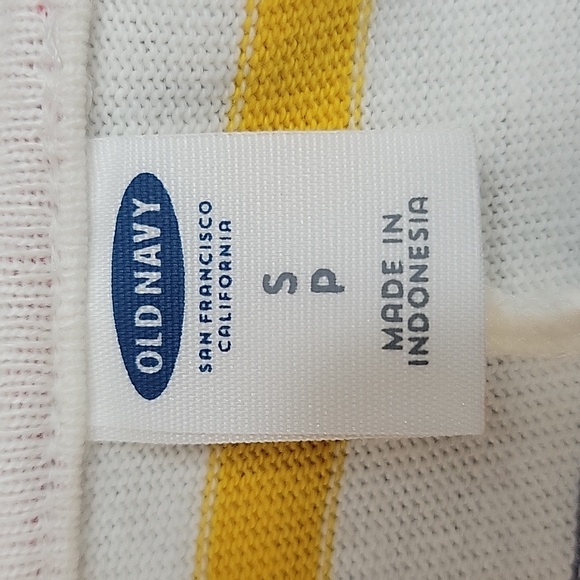 OLD NAVY
SAN FRANCISCO
CALIFORNIA
S
P
MADE IN
INDONESIA